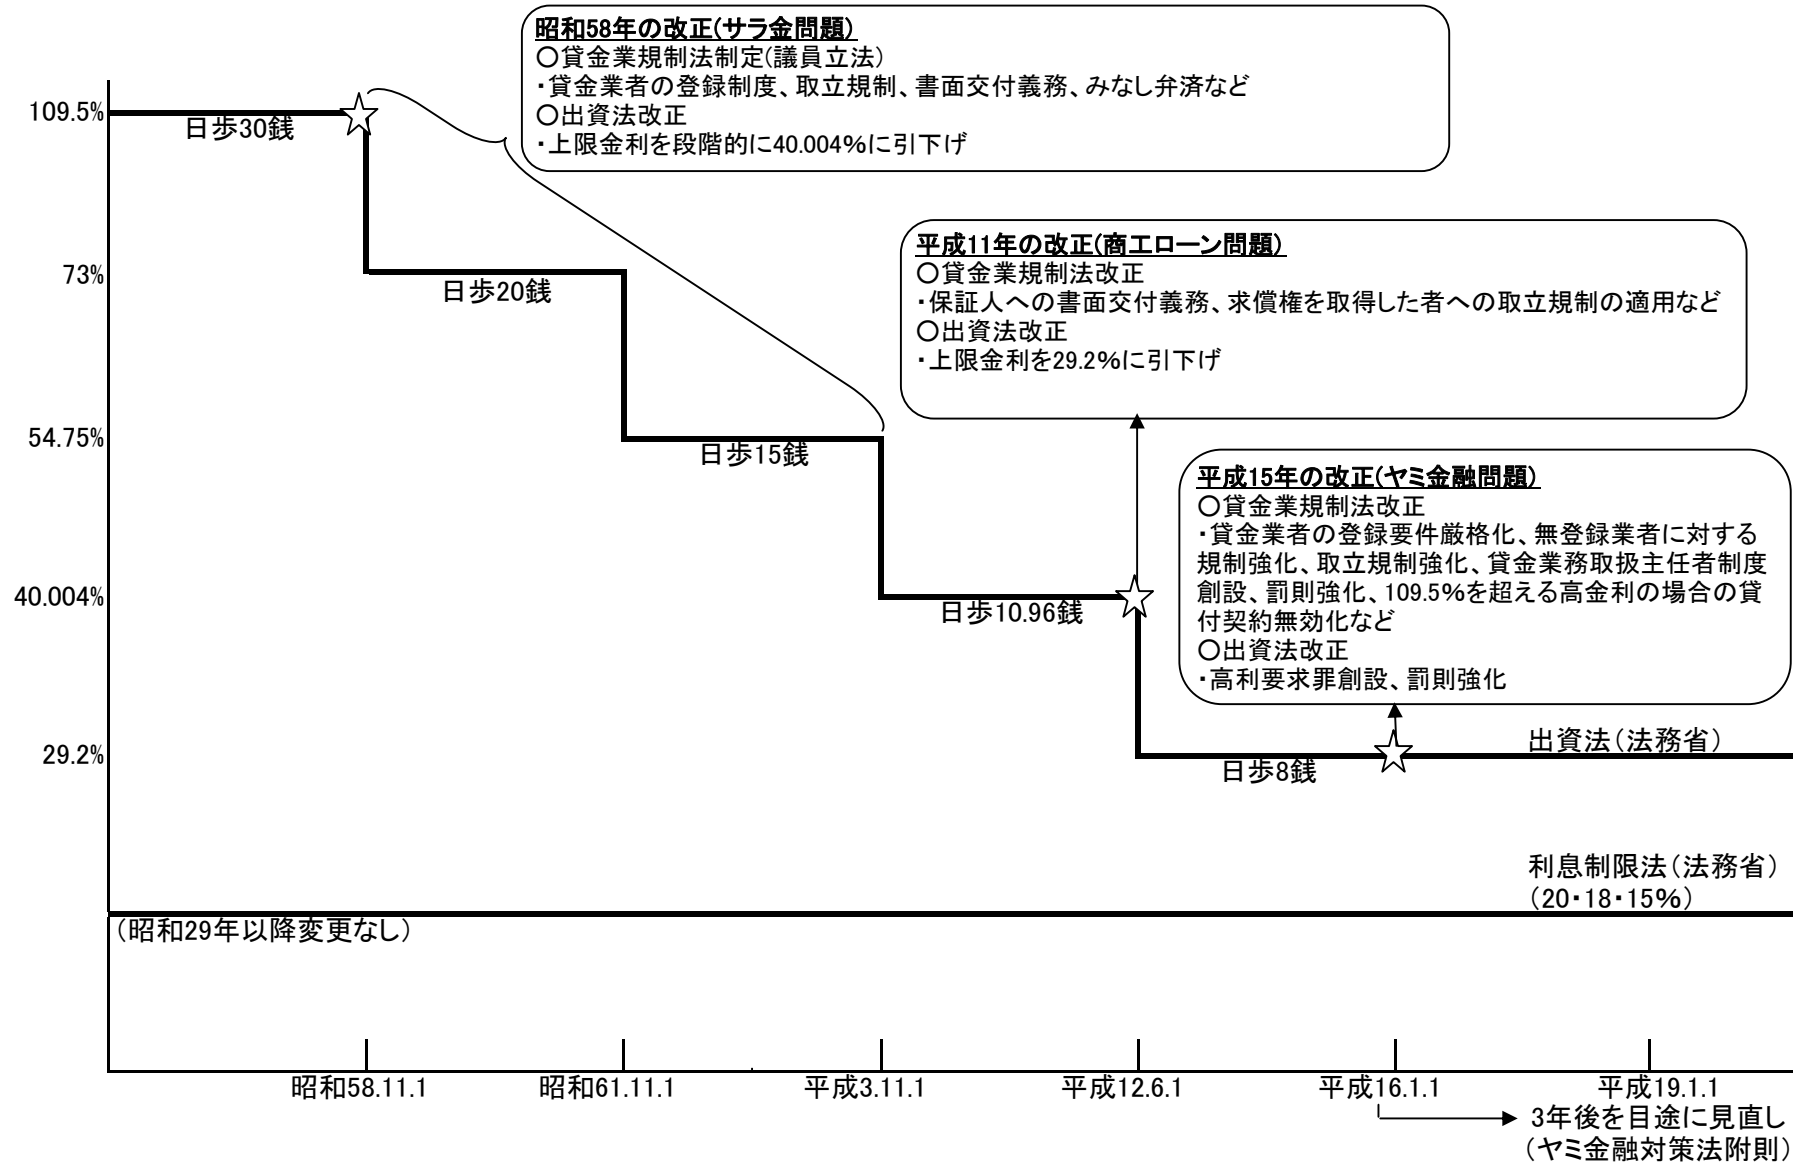 昭和58年の改正(サラ金問題)
○貸金業規制法制定(議員立法)
・貸金業者の登録制度、取立規制、書面交付義務、みなし弁済など
○出資法改正
・上限金利を段階的に40.004%に引下げ
109.5%
日歩30銭
平成11年の改正(商工ローン問題)
○貸金業規制法改正
・保証人への書面交付義務、求償権を取得した者への取立規制の適用など
○出資法改正
・上限金利を29.2%に引下げ
73%
日歩20銭
54.75%
日歩15銭
平成15年の改正(ヤミ金融問題)
○貸金業規制法改正
・貸金業者の登録要件厳格化、無登録業者に対する
規制強化、取立規制強化、貸金業務取扱主任者制度
創設、罰則強化、109.5%を超える高金利の場合の貸
付契約無効化など
○出資法改正
・高利要求罪創設、罰則強化
40.004%
日歩10.96銭
29.2%
日歩8銭
出資法(法務省)
利息制限法(法務省)
(20・18・15%)
(昭和29年以降変更なし)
昭和58.11.1
昭和61.11.1
平成3.11.1
平成12.6.1
平成16.1.1
平成19.1.1
3年後を目途に見直し
(ヤミ金融対策法附則)